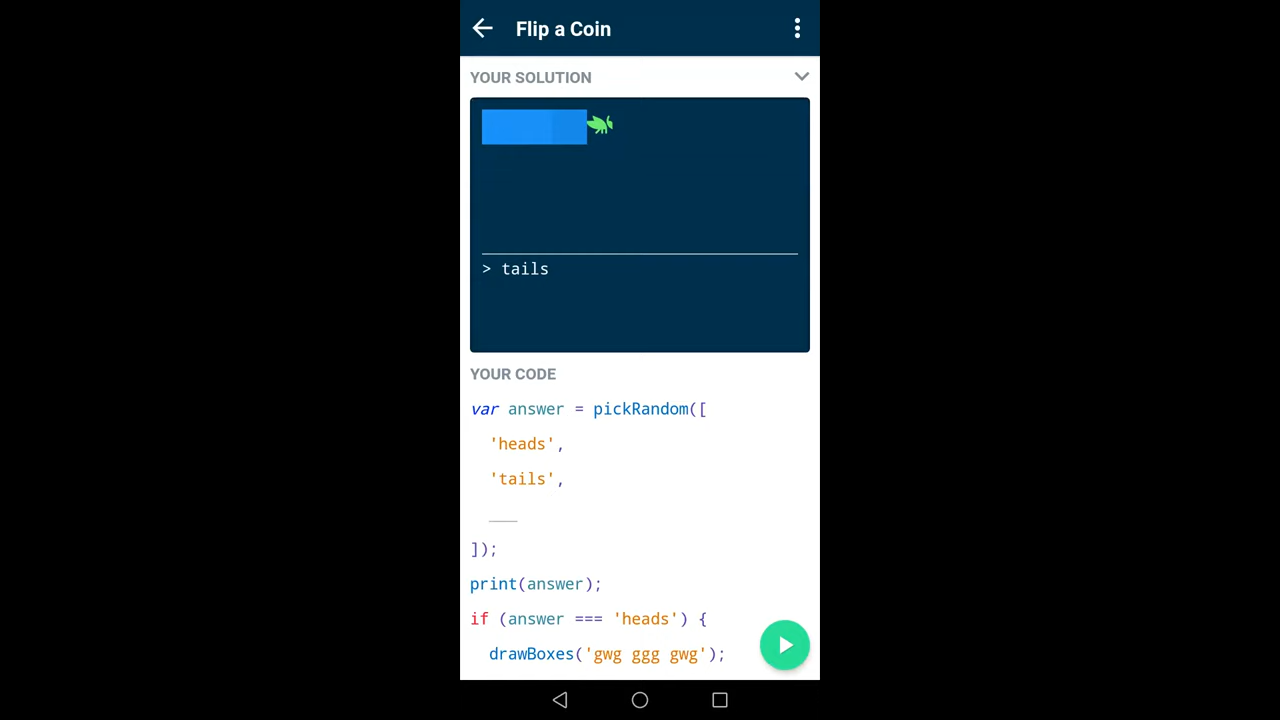 Flip a Coin
YOUR SOLUTION
> tails
YOUR CODE
var answer = pickRandom([
'heads',
'tails',
___
]);
print(answer);
if (answer === 'heads') {
drawBoxes('gwg ggg gwg');